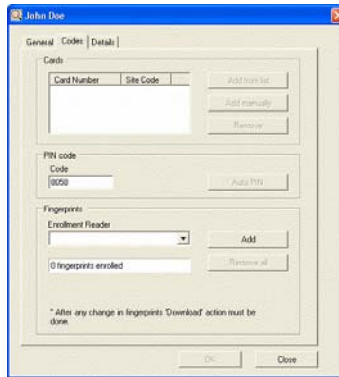 John Doe
General Codes Details
Cards
Card Number Site Code
Add from list
Add manually
Remove
PIN code
Code
8058
Auto PIN
Fingerprints
Enrollment Reader
Add
0 fingerprints enrolled
Remove all
* After any change in fingerprints 'Download' action must be
done.
OK Close